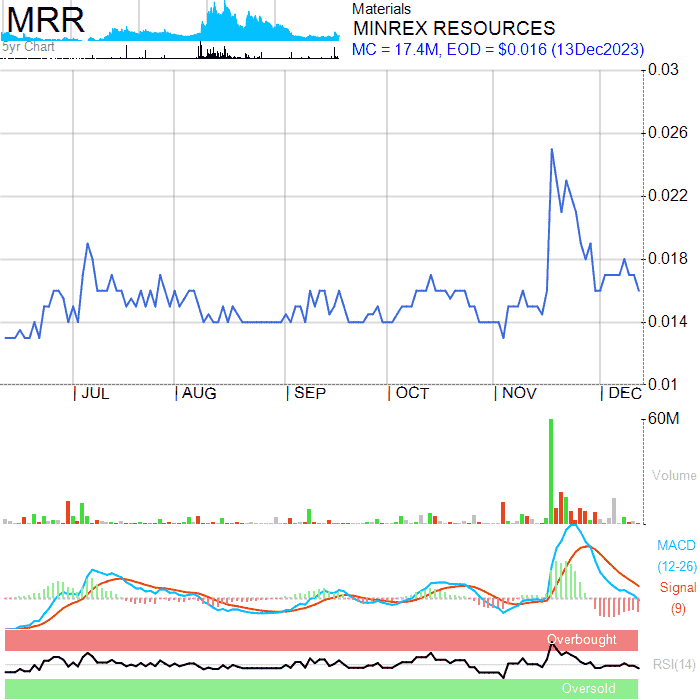 MRR
5yr Chart
Materials
MINREX RESOURCES
MC = 17.4M, EOD = $0.016 (13Dec2023)
0.03
0.026
0.022
0.018
0.014
0.01
JUL AUG SEP OCT NOV DEC
60M
Volume
MACD
(12-26)
Signal
(9)
Overbought
RSI(14)
Oversold